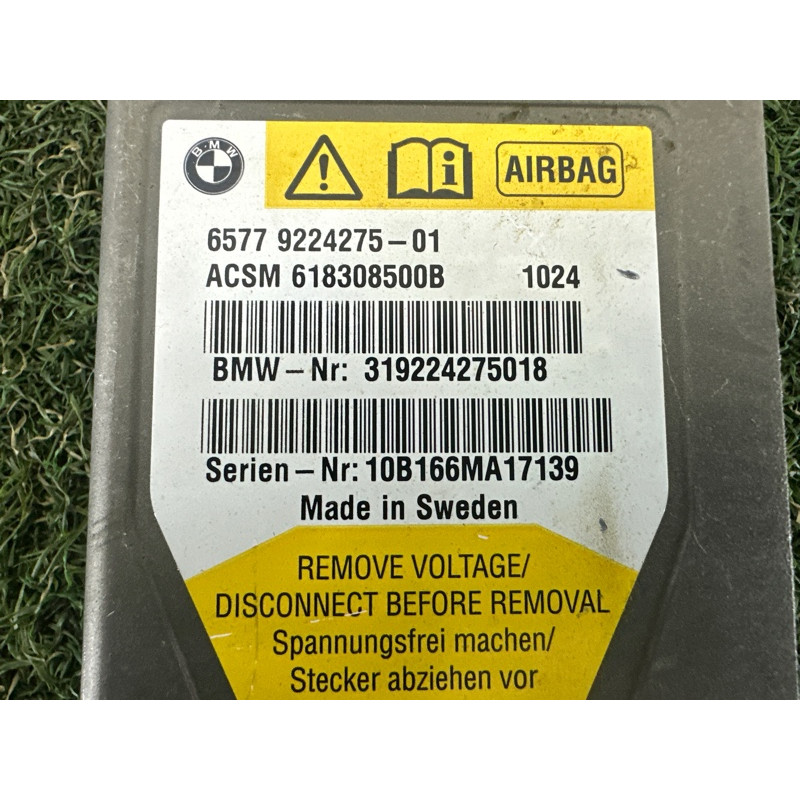 BMW
AIRBAG
6577 9224275-01
ACSM 618308500B 1024
BMW-Nr: 319224275018
Serien-Nr: 10B166MA17139
Made in Sweden
REMOVE VOLTAGE/
DISCONNECT BEFORE REMOVAL
Spannungsfrei machen/
Stecker abziehen vor